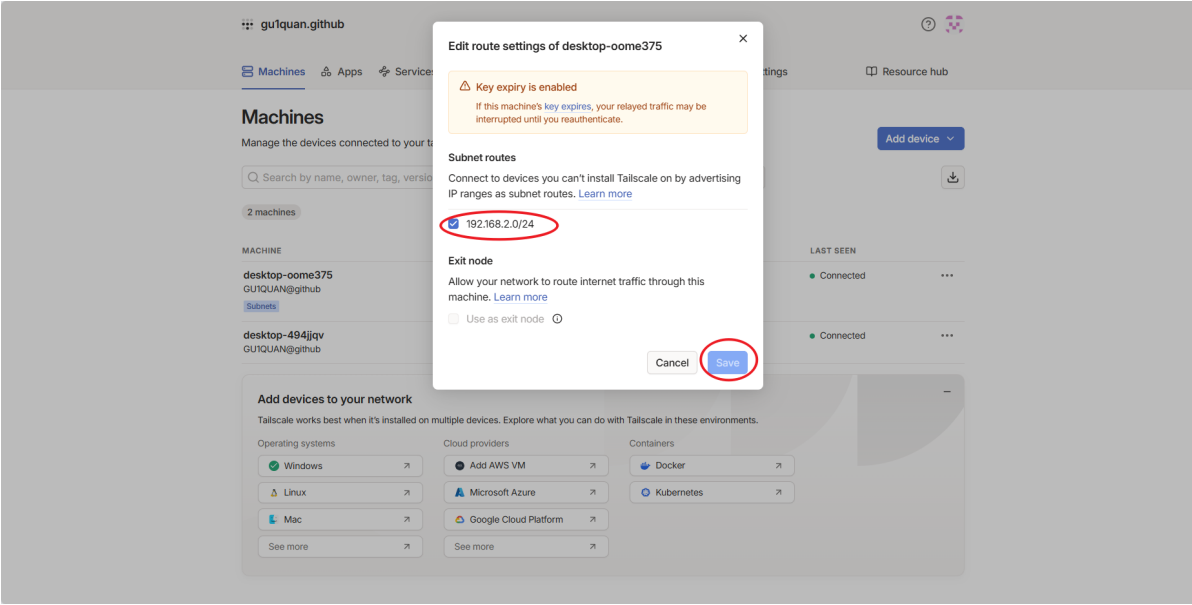 gu1quan.github
Machines
Apps
Services
ttings
Resource hub
Machines
Manage the devices connected to your ta
Add device
Search by name, owner, tag, versio
2 machines
MACHINE
LAST SEEN
desktop-oome375
GU1QUAN@github
Subnets
Connected
desktop-494jjqv
GU1QUAN@github
Connected
Edit route settings of desktop-oome375
Key expiry is enabled
If this machine's key expires, your relayed traffic may be
interrupted until you reauthenticate.
Subnet routes
Connect to devices you can't install Tailscale on by advertising
IP ranges as subnet routes. Learn more
192.168.2.0/24
Exit node
Allow your network to route internet traffic through this
machine. Learn more
Use as exit node
Cancel
Save
Add devices to your network
Tailscale works best when it's installed on multiple devices. Explore what you can do with Tailscale in these environments.
Operating systems
Windows
Linux
Mac
See more
Cloud providers
Add AWS VM
Microsoft Azure
Google Cloud Platform
See more
Containers
Docker
Kubernetes